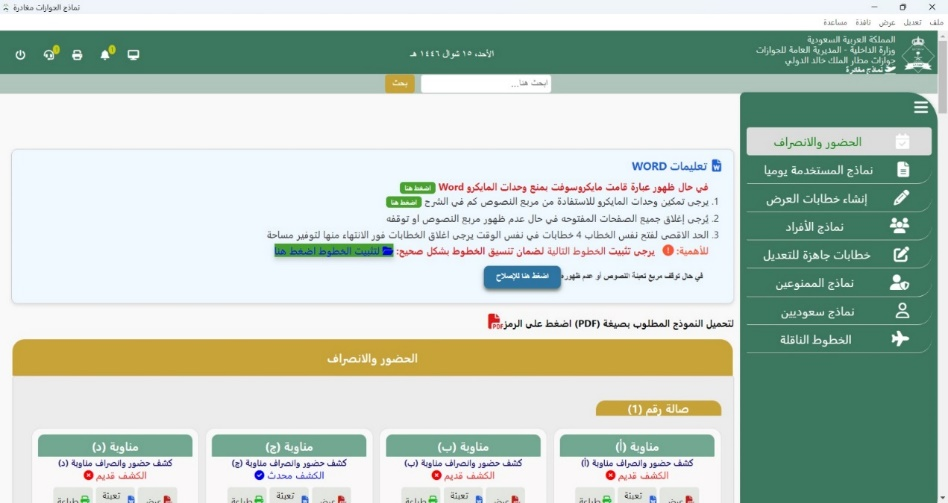 نماذج الجوازات مغادرة
ملف تعديل عرض نافذة مساعدة
المملكة العربية السعودية
وزارة الداخلية - المديرية العامة للجوازات
جوازات مطار الملك خالد الدولي
نماذج مغادرة
الأحد، ١٥ شوال ١٤٤٦ هـ
ابحث هنا...
بحث
الحضور والانصراف
نماذج المستخدمة يوميا
إنشاء خطابات العرض
نماذج الأفراد
خطابات جاهزة للتعديل
نماذج الممنوعين
نماذج سعوديين
الخطوط الناقلة
تعليمات WORD
في حال ظهور عبارة قامت مايكروسوفت بمنع وحدات المايكرو Word اضغط هنا
1. يرجى تمكين وحدات المايكرو للاستفادة من مربع النصوص كم في الشرح اضغط هنا
2. يُرجى إغلاق جميع الصفحات المفتوحه في حال عدم ظهور مربع النصوص او توقفه
3. الحد الاقصى لفتح نفس الخطاب 4 خطابات في نفس الوقت يرجى اغلاق الخطابات فور الانتهاء منها لتوفير مساحة
للأهمية: يرجى تثبيت الخطوط التالية لضمان تنسيق الخطوط بشكل صحيح: لتثبيت الخطوط اضغط هنا
في حال توقف مربع تعبئة النصوص او عدم ظهوره اضغط هنا للإصلاح
لتحميل النموذج المطلوب بصيغة (PDF) اضغط على الرمز PDF
الحضور والانصراف
صالة رقم (1)
مناوبة (أ)
كشف حضور وانصراف مناوبة (أ)
الكشف قديم
عرض تعبئة طباعة
مناوبة (ب)
كشف حضور وانصراف مناوبة (ب)
الكشف قديم
عرض تعبئة طباعة
مناوبة (ج)
كشف حضور وانصراف مناوبة (ج)
الكشف محدث
عرض تعبئة طباعة
مناوبة (د)
كشف حضور وانصراف مناوبة (د)
الكشف قديم
عرض تعبئة طباعة